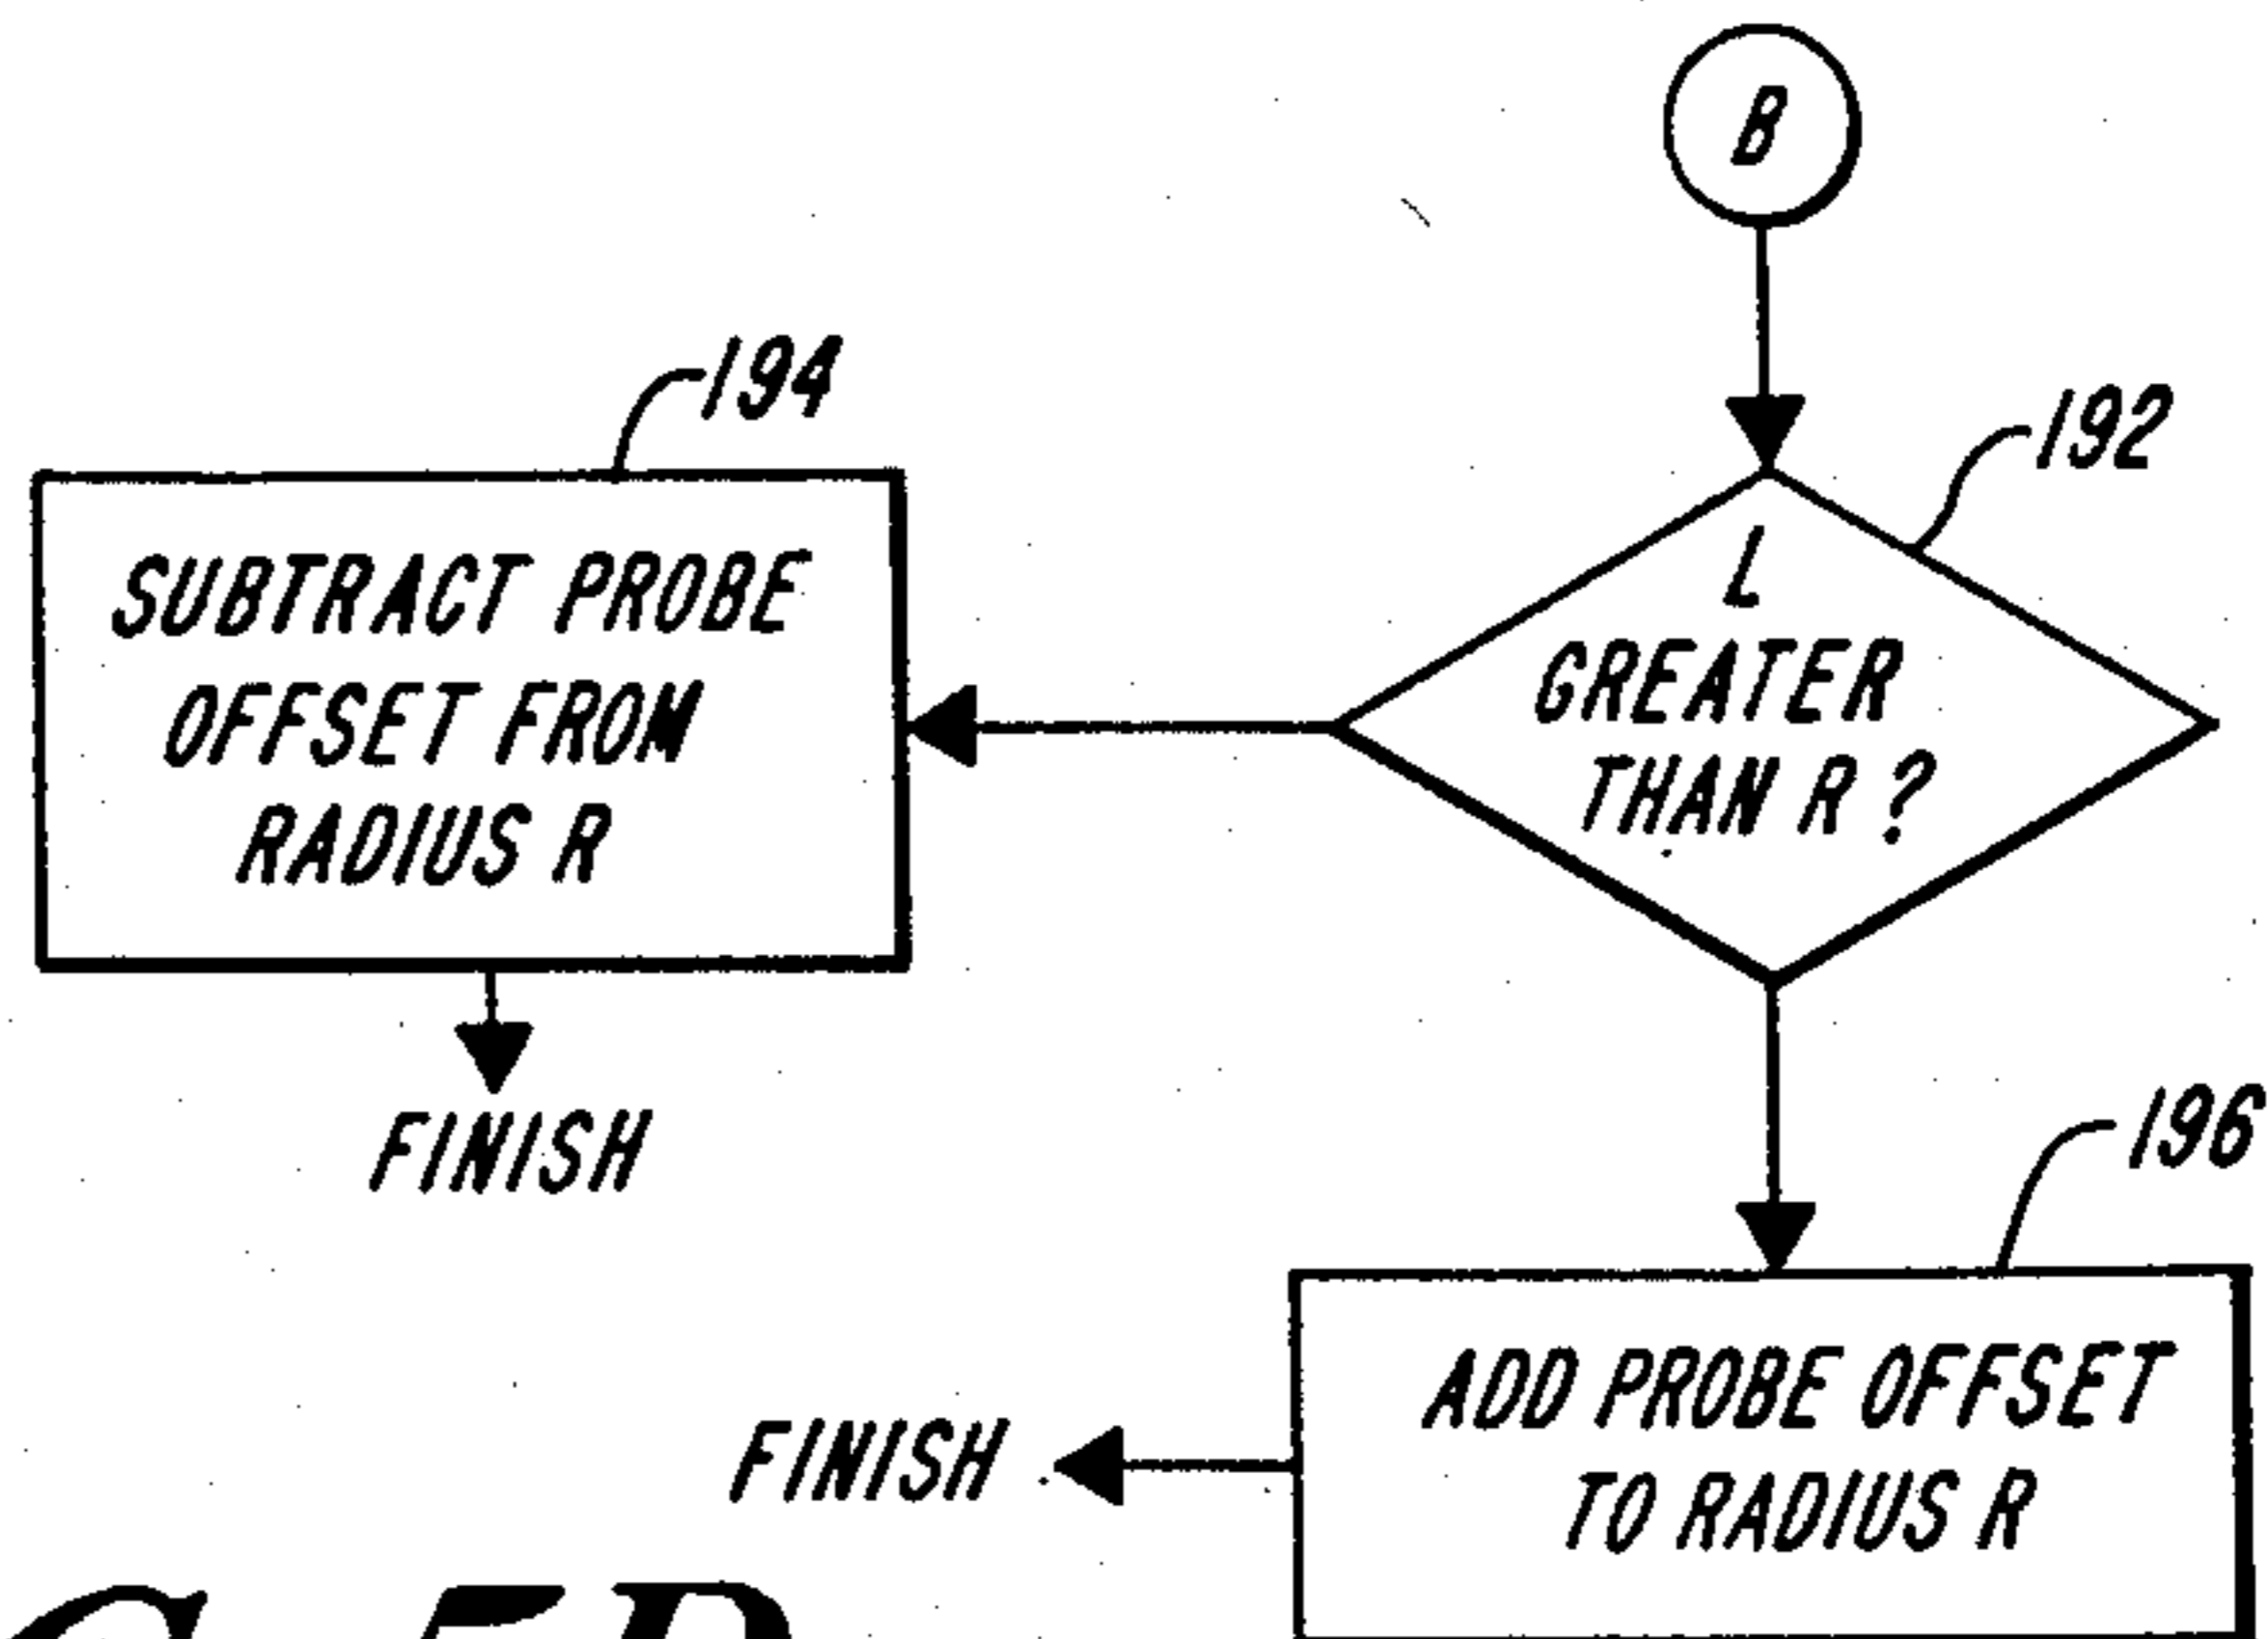 B
194
192
SUBTRACT PROBE
OFFSET FROM
RADIUS R
L
GREATER
THAN R ?
FINISH
196
ADD PROBE OFFSET
TO RADIUS R
FINISH